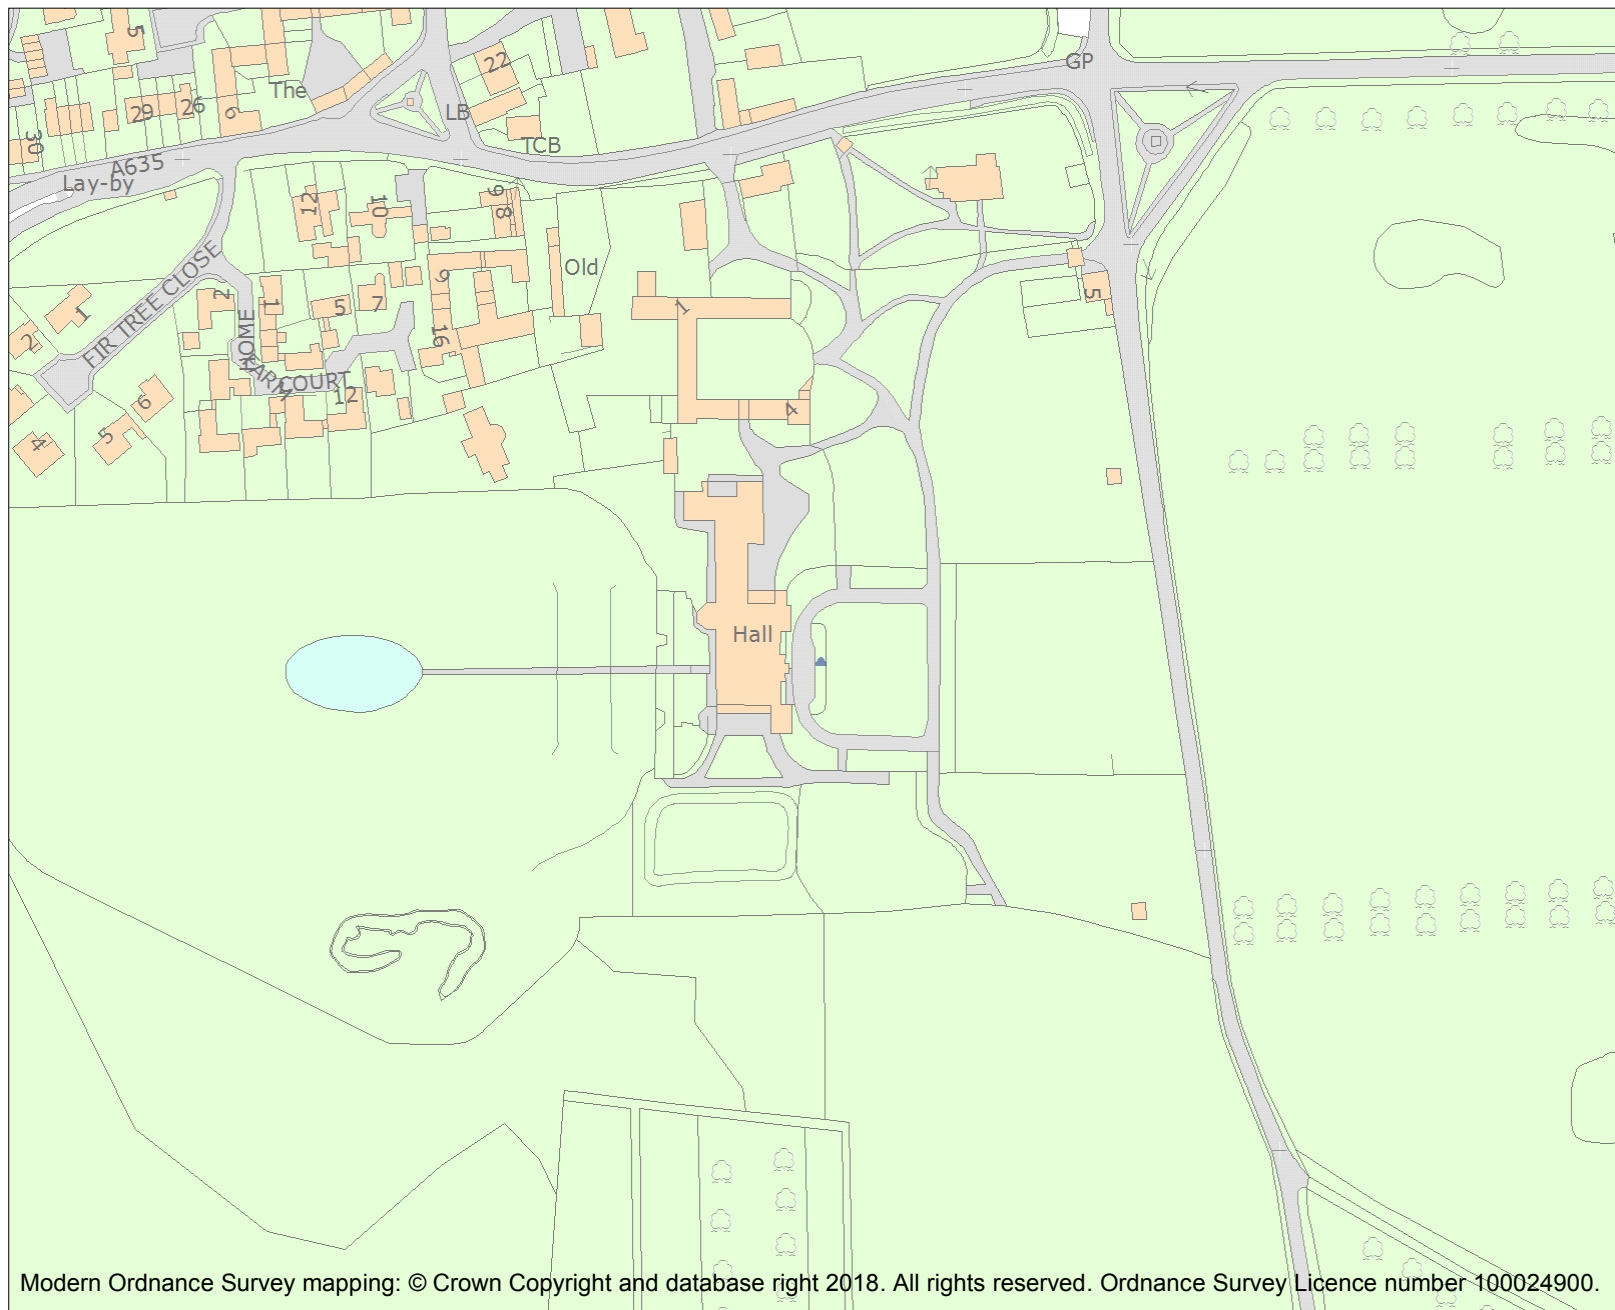 5
22
GP
The
29
26
6
LB
30
TCB
A635
Lay-by
12
10
9
8
Old
FIR TREE CLOSE
2
1
5
7
9
1
5
1
2
HOME
FARM
COURT
16
12
6
5
4
4
Hall
Modern Ordnance Survey mapping: © Crown Copyright and database right 2018. All rights reserved. Ordnance Survey Licence number 100024900.